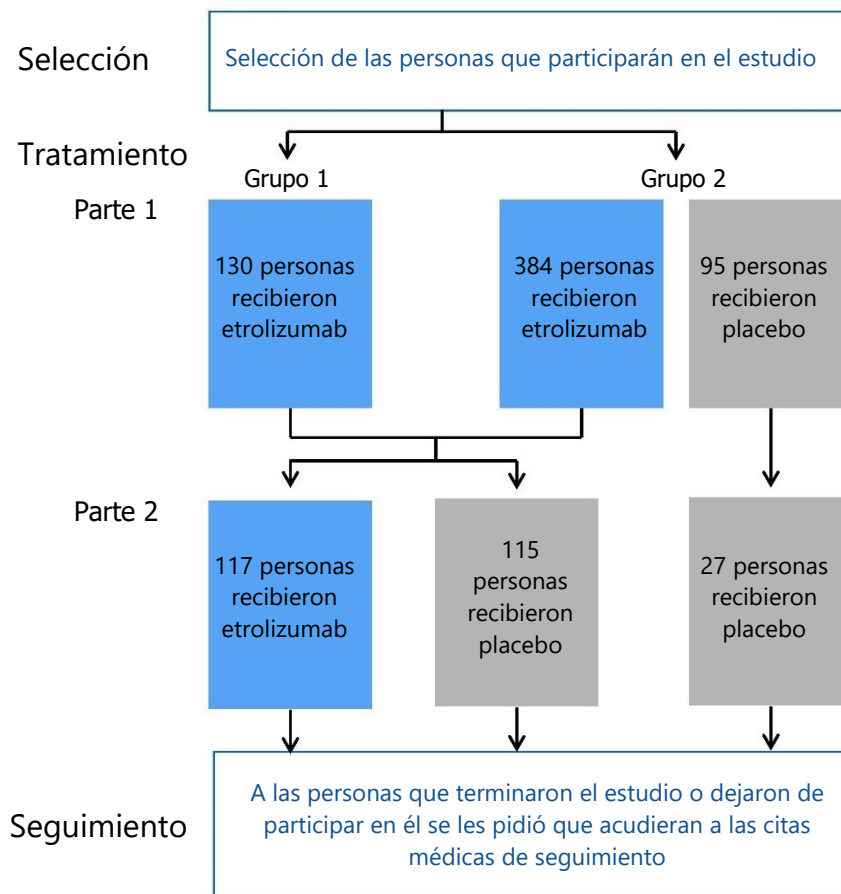 Selección
Selección de las personas que participarán en el estudio
Tratamiento
Grupo 1
Grupo 2
Parte 1
130 personas
recibieron
etrolizumab
384 personas
recibieron
etrolizumab
95 personas
recibieron
placebo
Parte 2
117 personas
recibieron
etrolizumab
115
personas
recibieron
placebo
27 personas
recibieron
placebo
Seguimiento
A las personas que terminaron el estudio o dejaron de
participar en él se les pidió que acudieran a las citas
médicas de seguimiento